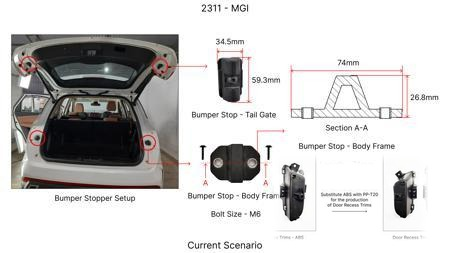 2311 - MGI
34.5mm
59.3mm
Bumper Stop - Tail Gate
74mm
26.8mm
Section A-A
Bumper Stop - Body Frame
A
A
Bumper Stop - Body Fram
Bolt Size - M6
Bumper Stopper Setup
Substitute ABS with PP-T20
for the production
of Door Recess Trims
Trims - ABS
Door Recess Tr
Current Scenario